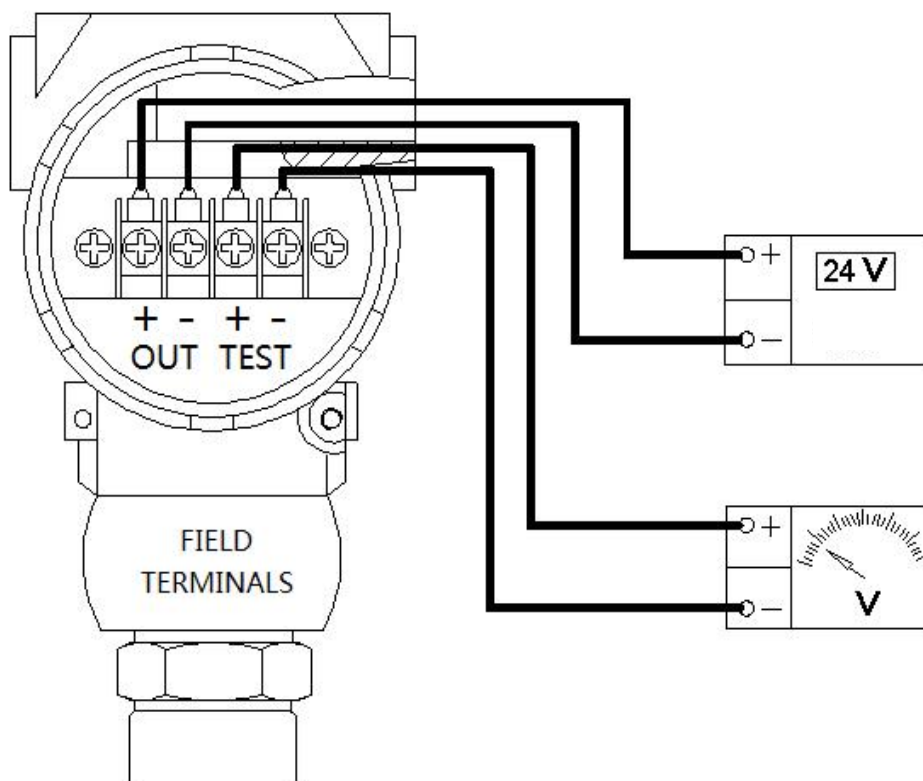 + - + -
OUT TEST
FIELD
TERMINALS
+
24 V
-
+
-
V